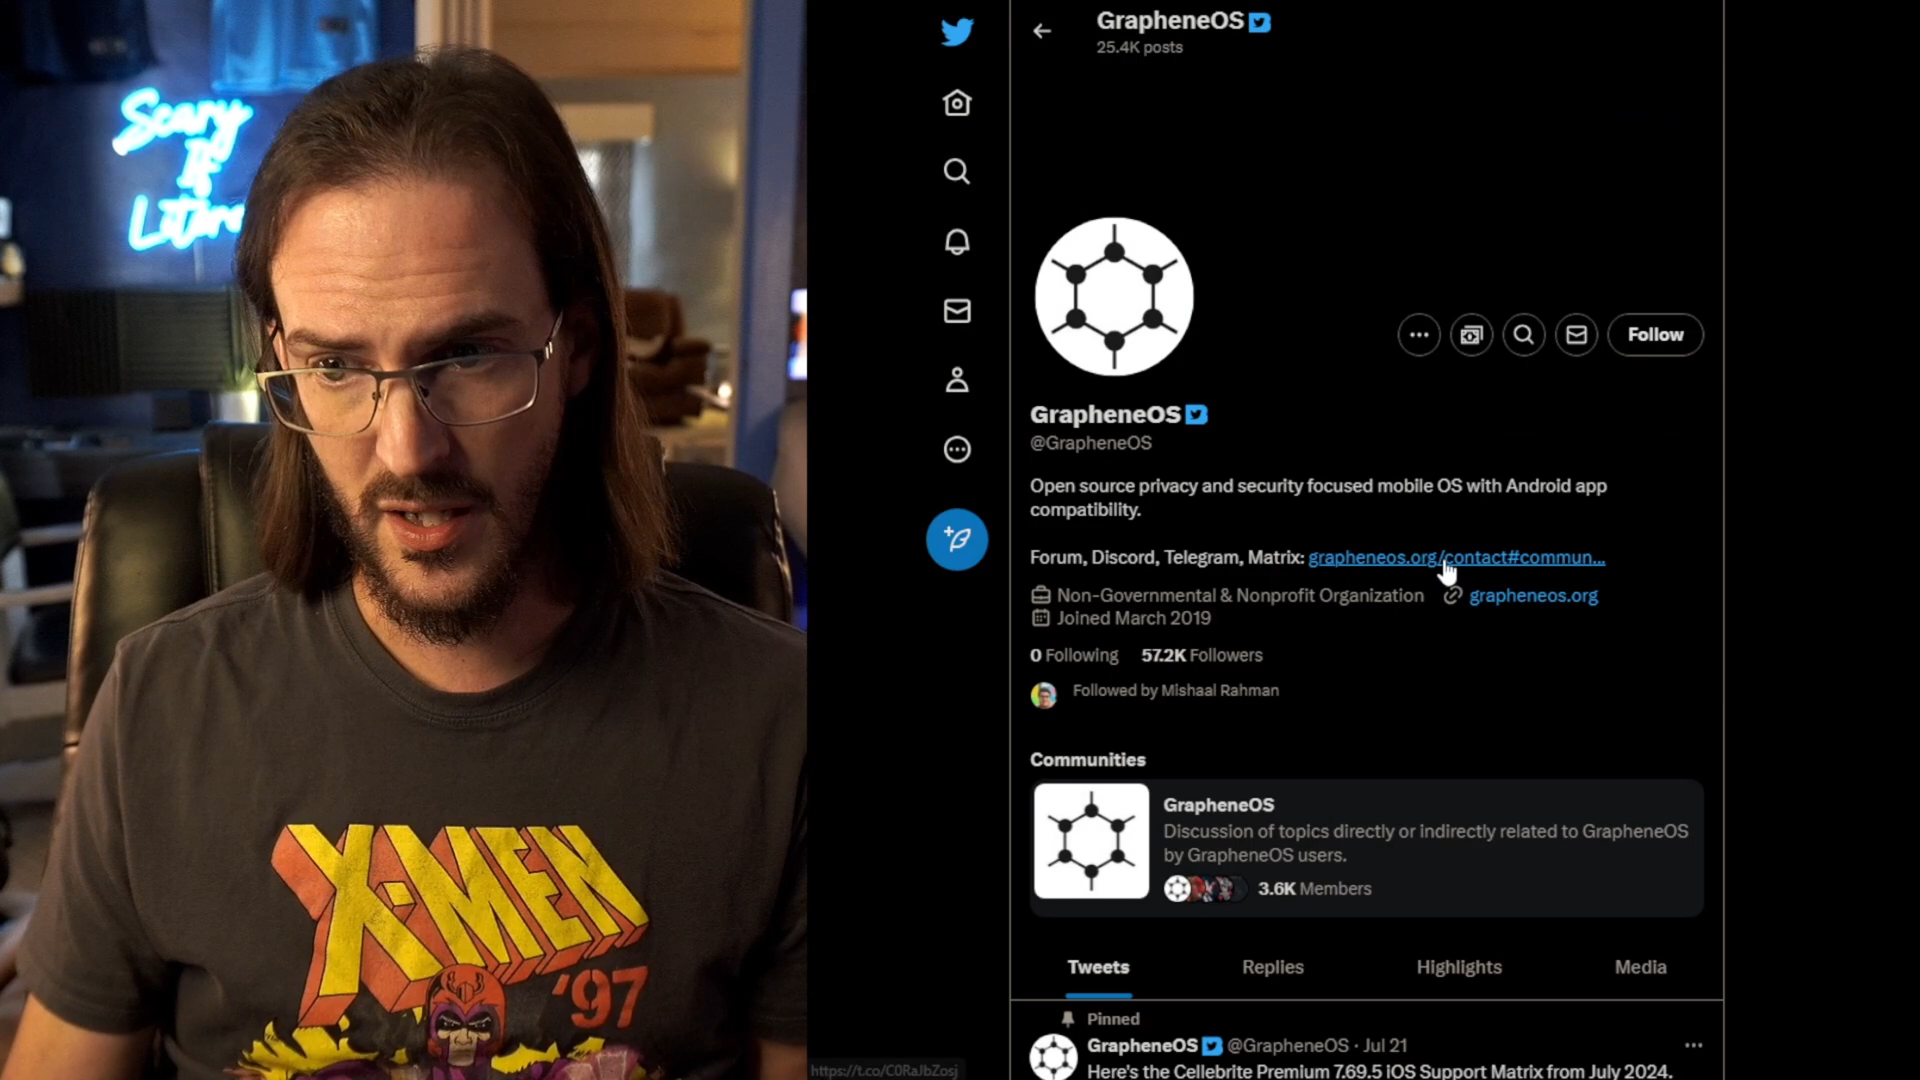 Scary
If
GrapheneOS
25.4K posts
Follow
GrapheneOS
@GrapheneOS
Open source privacy and security focused mobile OS with Android app
compatibility.
Forum, Discord, Telegram, Matrix: grapheneos.org/contact#commun...
Non-Governmental & Nonprofit Organization grapheneos.org
Joined March 2019
0 Following 57.2K Followers
Followed by Mishaal Rahman
Communities
GrapheneOS
Discussion of topics directly or indirectly related to GrapheneOS
by GrapheneOS users.
3.6K Members
Tweets Replies Highlights Media
Pinned
GrapheneOS @GrapheneOS · Jul 21
Here's the Cellebrite Premium 7.69.5 iOS Support Matrix from July 2024.
X-MEN
'97